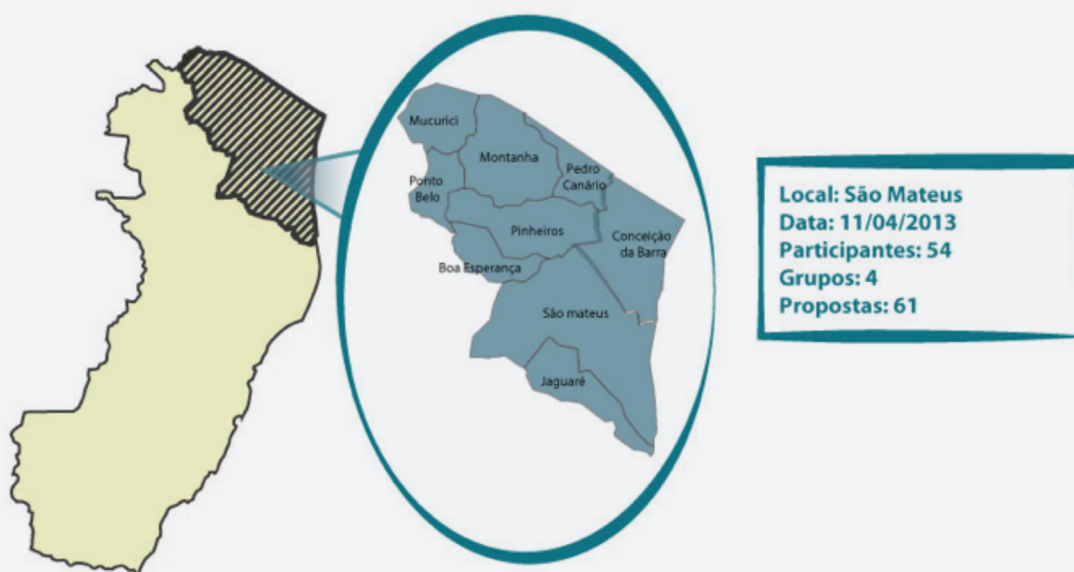 Mucurici
Montanha
Pedro
Canário
Ponto
Belo
Pinheiros
Conceição
da Barra
Boa Esperança
São mateus
Jaguaré
Local: São Mateus
Data: 11/04/2013
Participantes: 54
Grupos: 4
Propostas: 61